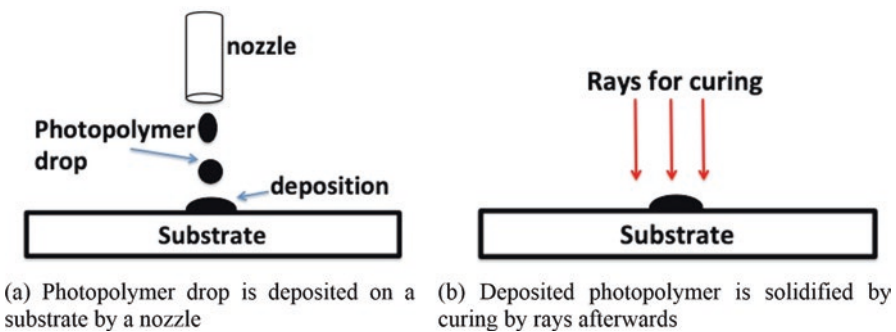 nozzle
Photopolymer
drop
deposition
Substrate
(a) Photopolymer drop is deposited on a
substrate by a nozzle
Rays for curing
Substrate
(b) Deposited photopolymer is solidified by
curing by rays afterwards